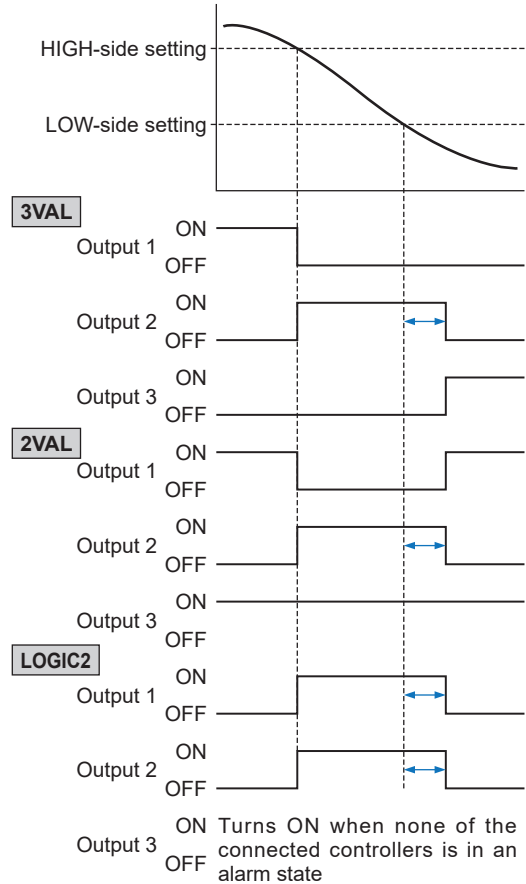 HIGH-side setting
LOW-side setting
3VAL
ON
Output 1
OFF
ON
Output 2
OFF
ON
Output 3
OFF
2VAL
ON
Output 1
OFF
ON
Output 2
OFF
ON
Output 3
OFF
LOGIC2
ON
Output 1
OFF
ON
Output 2
OFF
ON
Output 3
OFF
Turns ON when none of the
connected controllers is in an
alarm state